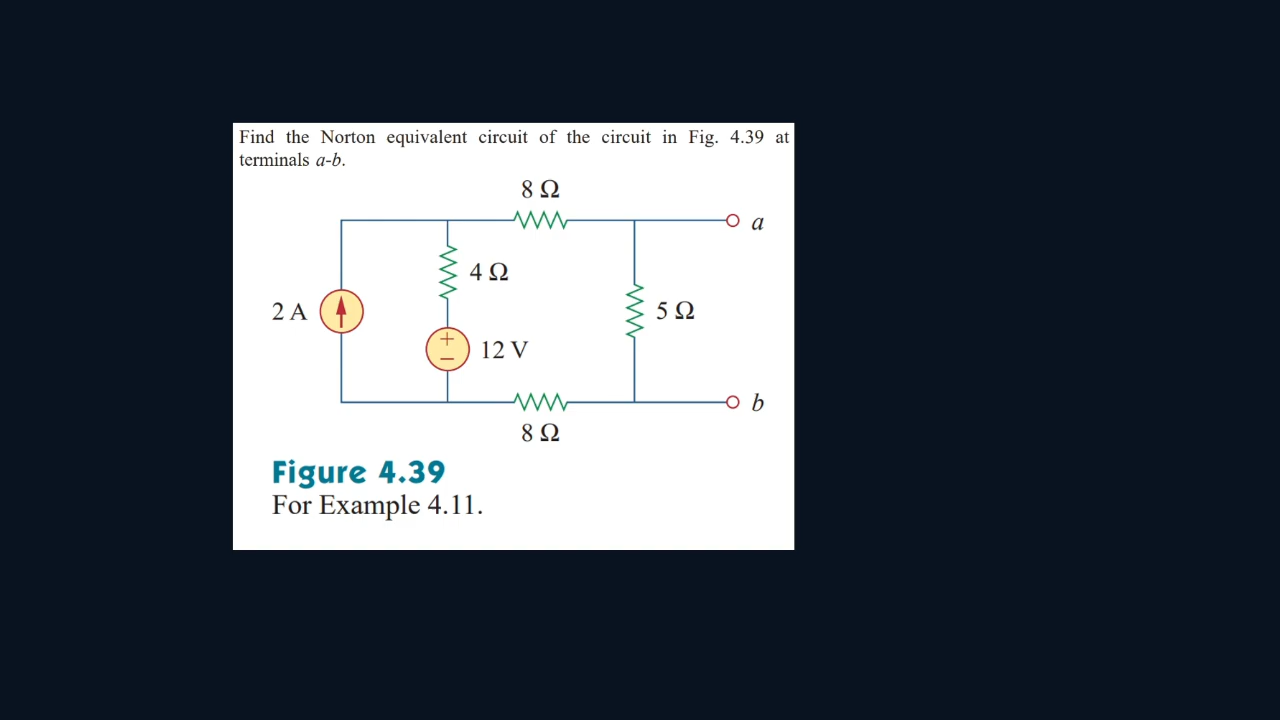 Find the Norton equivalent circuit of the circuit in Fig. 4.39 at
terminals a-b.
8 Ω
a
4 Ω
2 A
5 Ω
+
−
12 V
b
8 Ω
Figure 4.39
For Example 4.11.